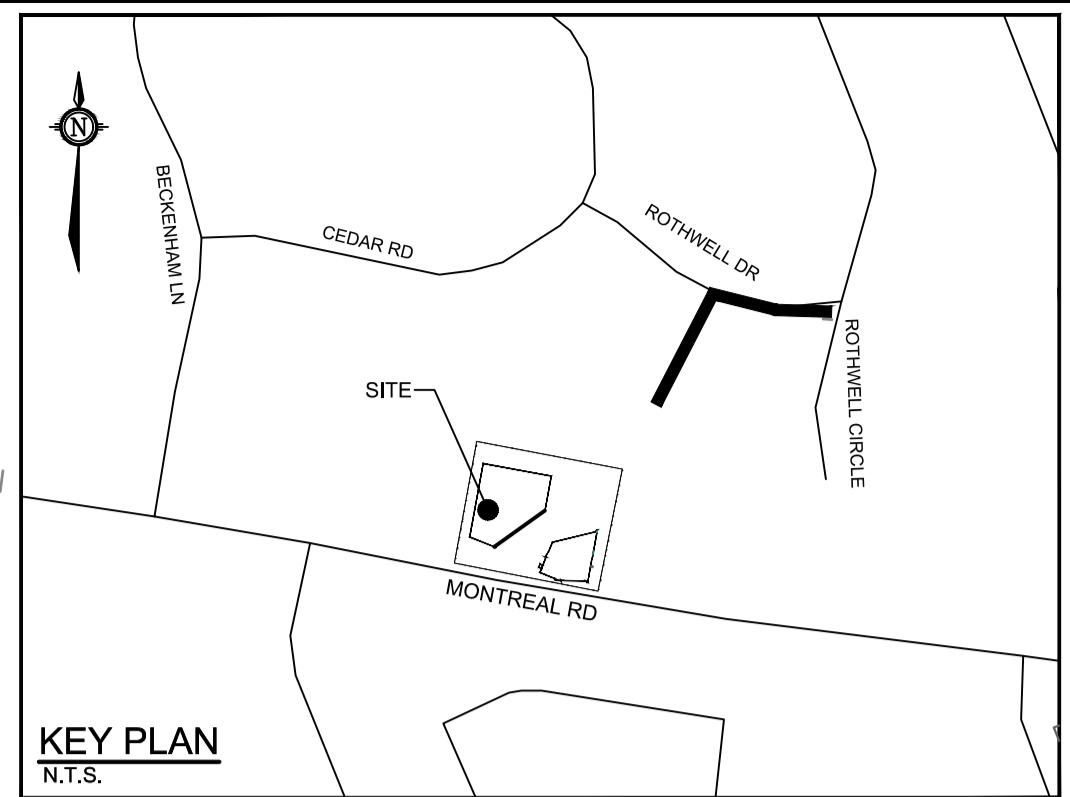 N
BECKENHAM LN
CEDAR RD
ROTHWELL DR
ROTHWELL CIRCLE
SITE
MONTREAL RD
KEY PLAN
N.T.S.